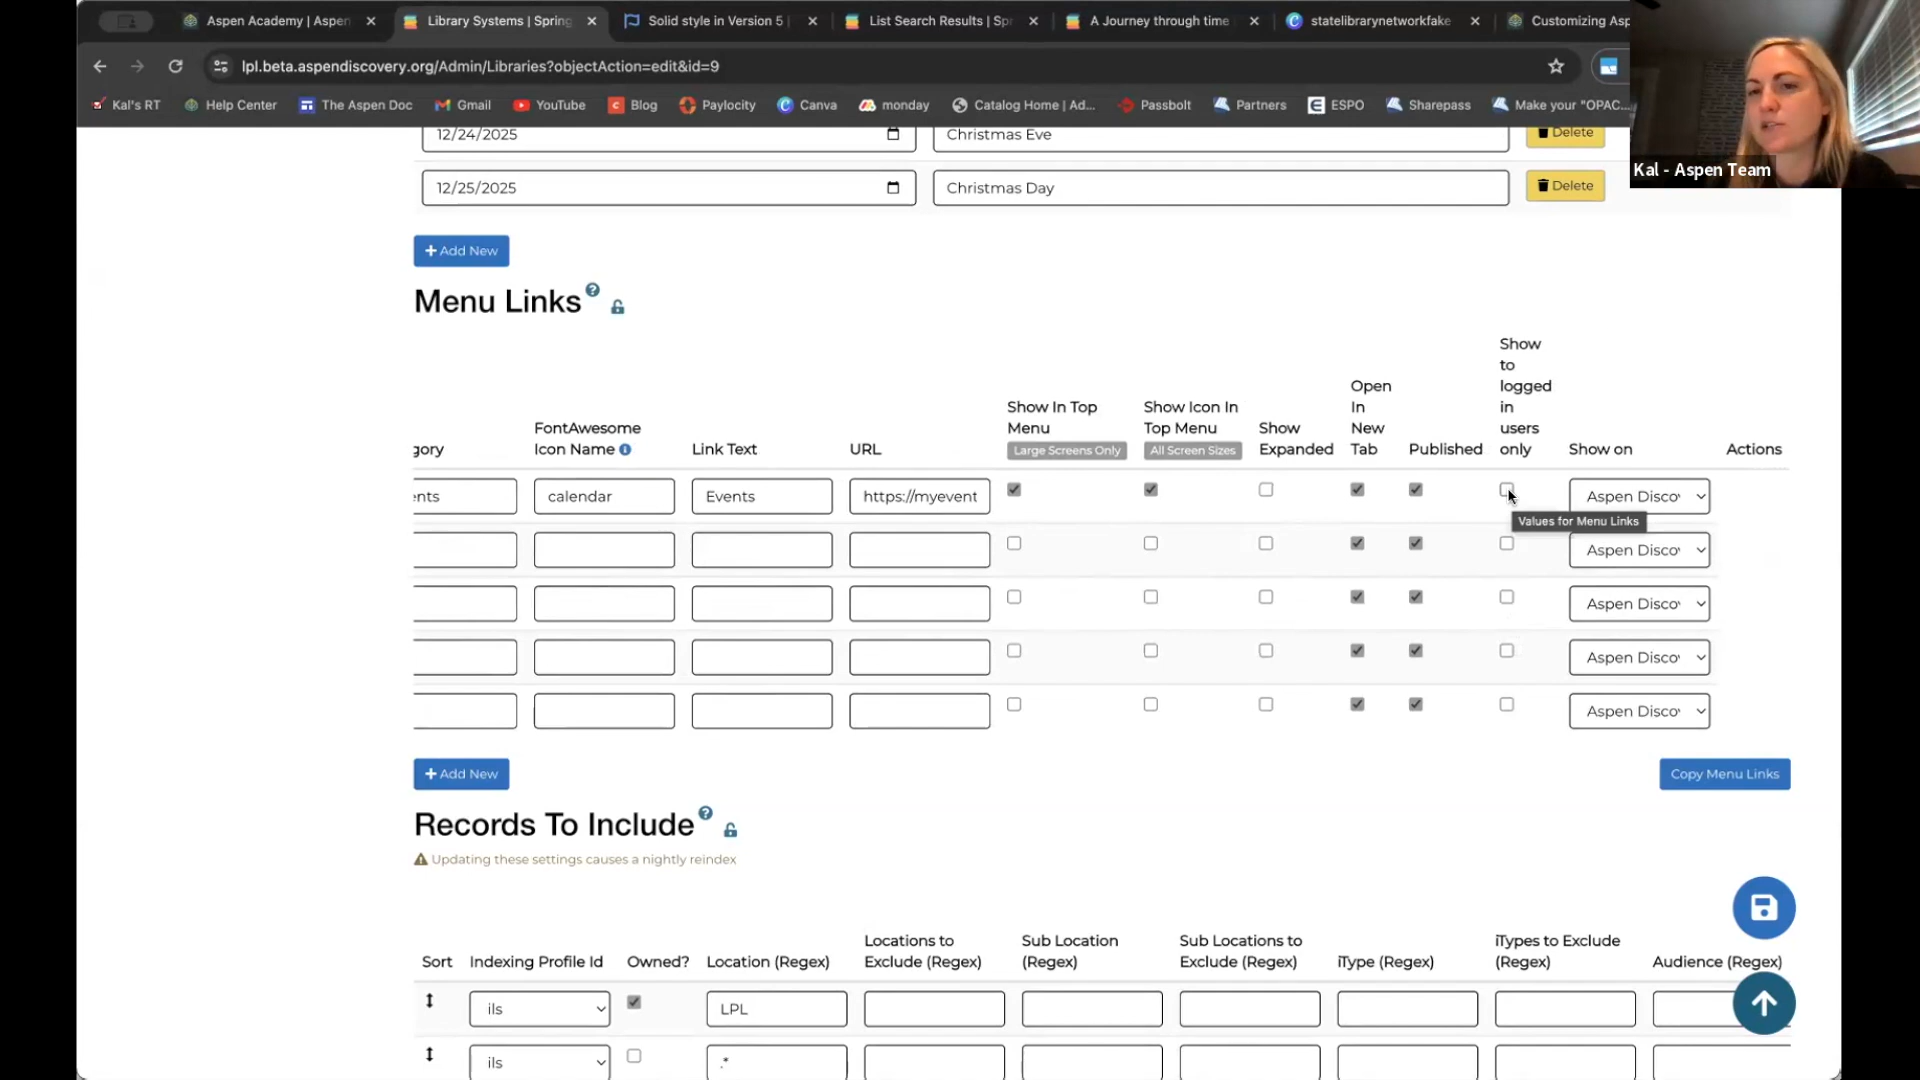 Aspen Academy | Aspen
Library Systems | Spring
Solid style in Version 5 |
List Search Results | Spr
A Journey through time
statelibrarynetworkfake
Customizing Asp
lpl.beta.aspendiscovery.org/Admin/Libraries?objectAction=edit&id=9
Kal's RT
Help Center
The Aspen Doc
Gmail
YouTube
Blog
Paylocity
Canva
monday
Catalog Home | Ad...
Passbolt
Partners
ESPO
Sharepass
Make your "OPAC...
Kal - Aspen Team
12/24/2025
Christmas Eve
Delete
12/25/2025
Christmas Day
Delete
Add New
Menu Links
gory
FontAwesome
Icon Name
Link Text
URL
Show In Top
Menu
Large Screens Only
Show Icon In
Top Menu
All Screen Sizes
Show
Expanded
Open
In
New
Tab
Published
Show
to
logged
in
users
only
Show on
Actions
ents
calendar
Events
https://myevent
Aspen Disco
Values for Menu Links
Aspen Disco
Aspen Disco
Aspen Disco
Aspen Disco
Add New
Copy Menu Links
Records To Include
Updating these settings causes a nightly reindex
Sort
Indexing Profile Id
Owned?
Location (Regex)
Locations to
Exclude (Regex)
Sub Location
(Regex)
Sub Locations to
Exclude (Regex)
iType (Regex)
iTypes to Exclude
(Regex)
Audience (Regex)
ils
LPL
ils
.*